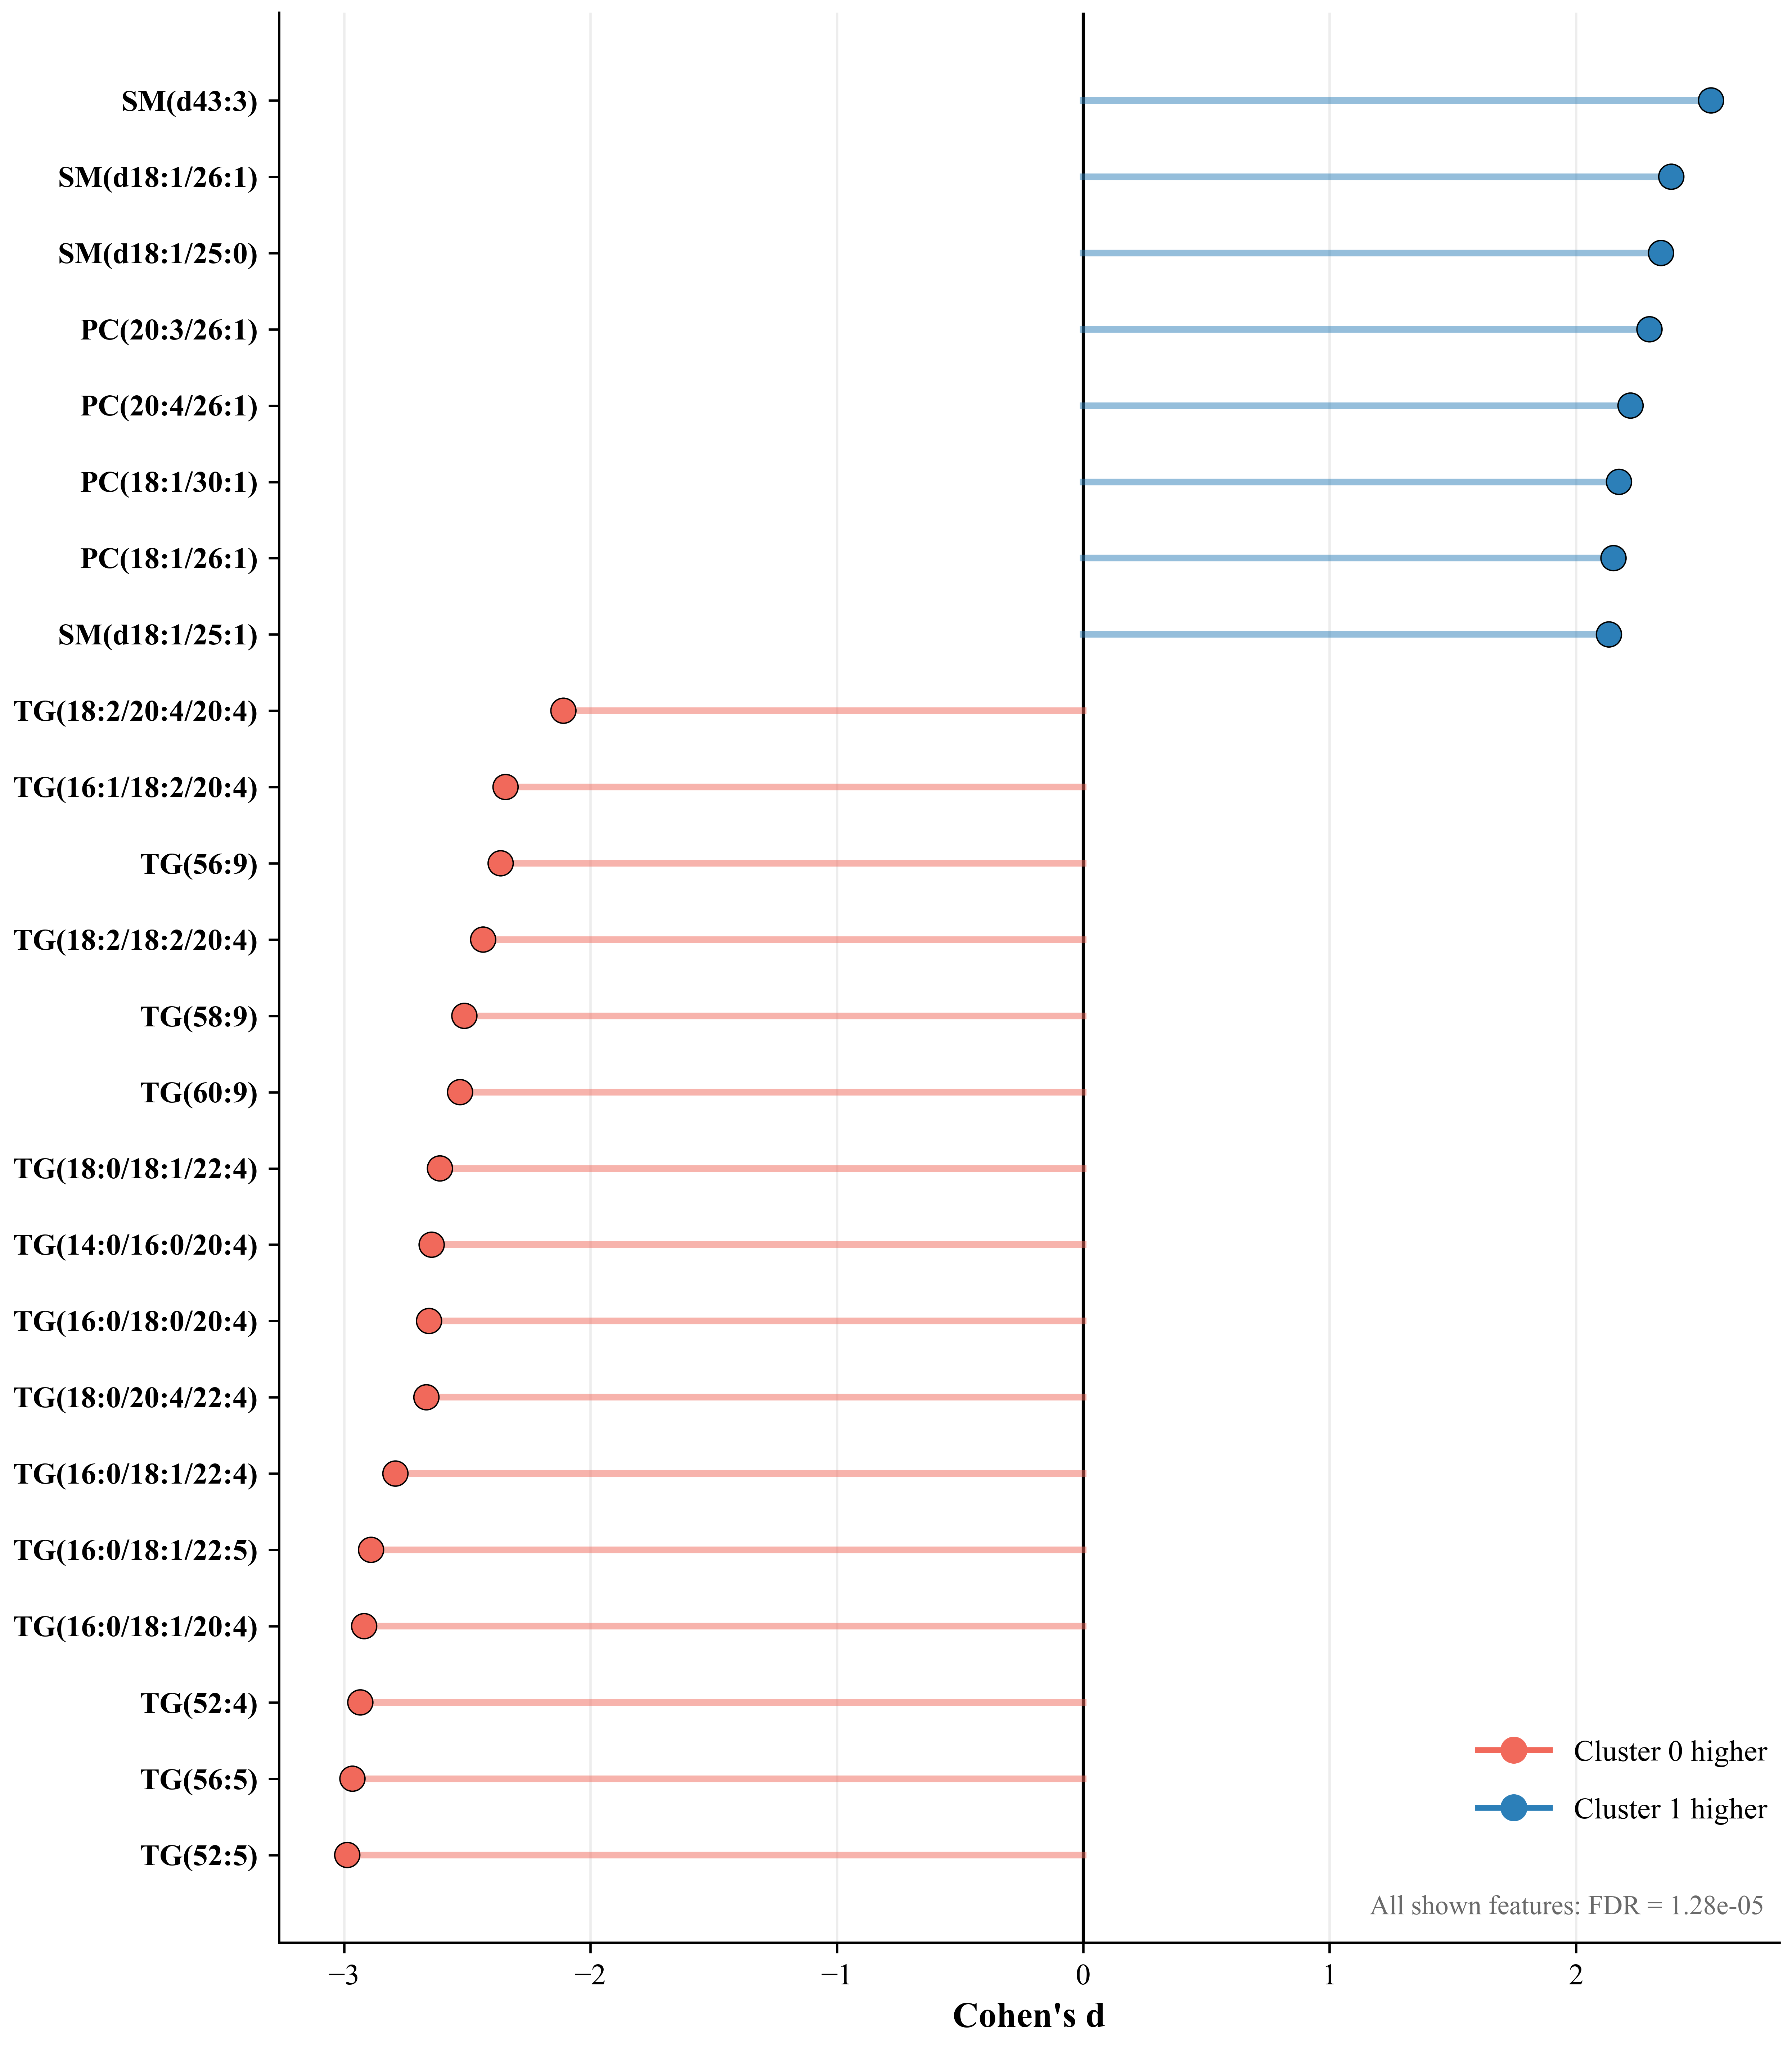 SM(d43:3)
SM(d18:1/26:1)
SM(d18:1/25:0)
PC(20:3/26:1)
PC(20:4/26:1)
PC(18:1/30:1)
PC(18:1/26:1)
SM(d18:1/25:1)
TG(18:2/20:4/20:4)
TG(16:1/18:2/20:4)
TG(56:9)
TG(18:2/18:2/20:4)
TG(58:9)
TG(60:9)
TG(18:0/18:1/22:4)
TG(14:0/16:0/20:4)
TG(16:0/18:0/20:4)
TG(18:0/20:4/22:4)
TG(16:0/18:1/22:4)
TG(16:0/18:1/22:5)
TG(16:0/18:1/20:4)
TG(52:4)
TG(56:5)
TG(52:5)
Cluster 0 higher
Cluster 1 higher
All shown features: FDR = 1.28e-05
−3 −2 −1 0 1 2
Cohen's d